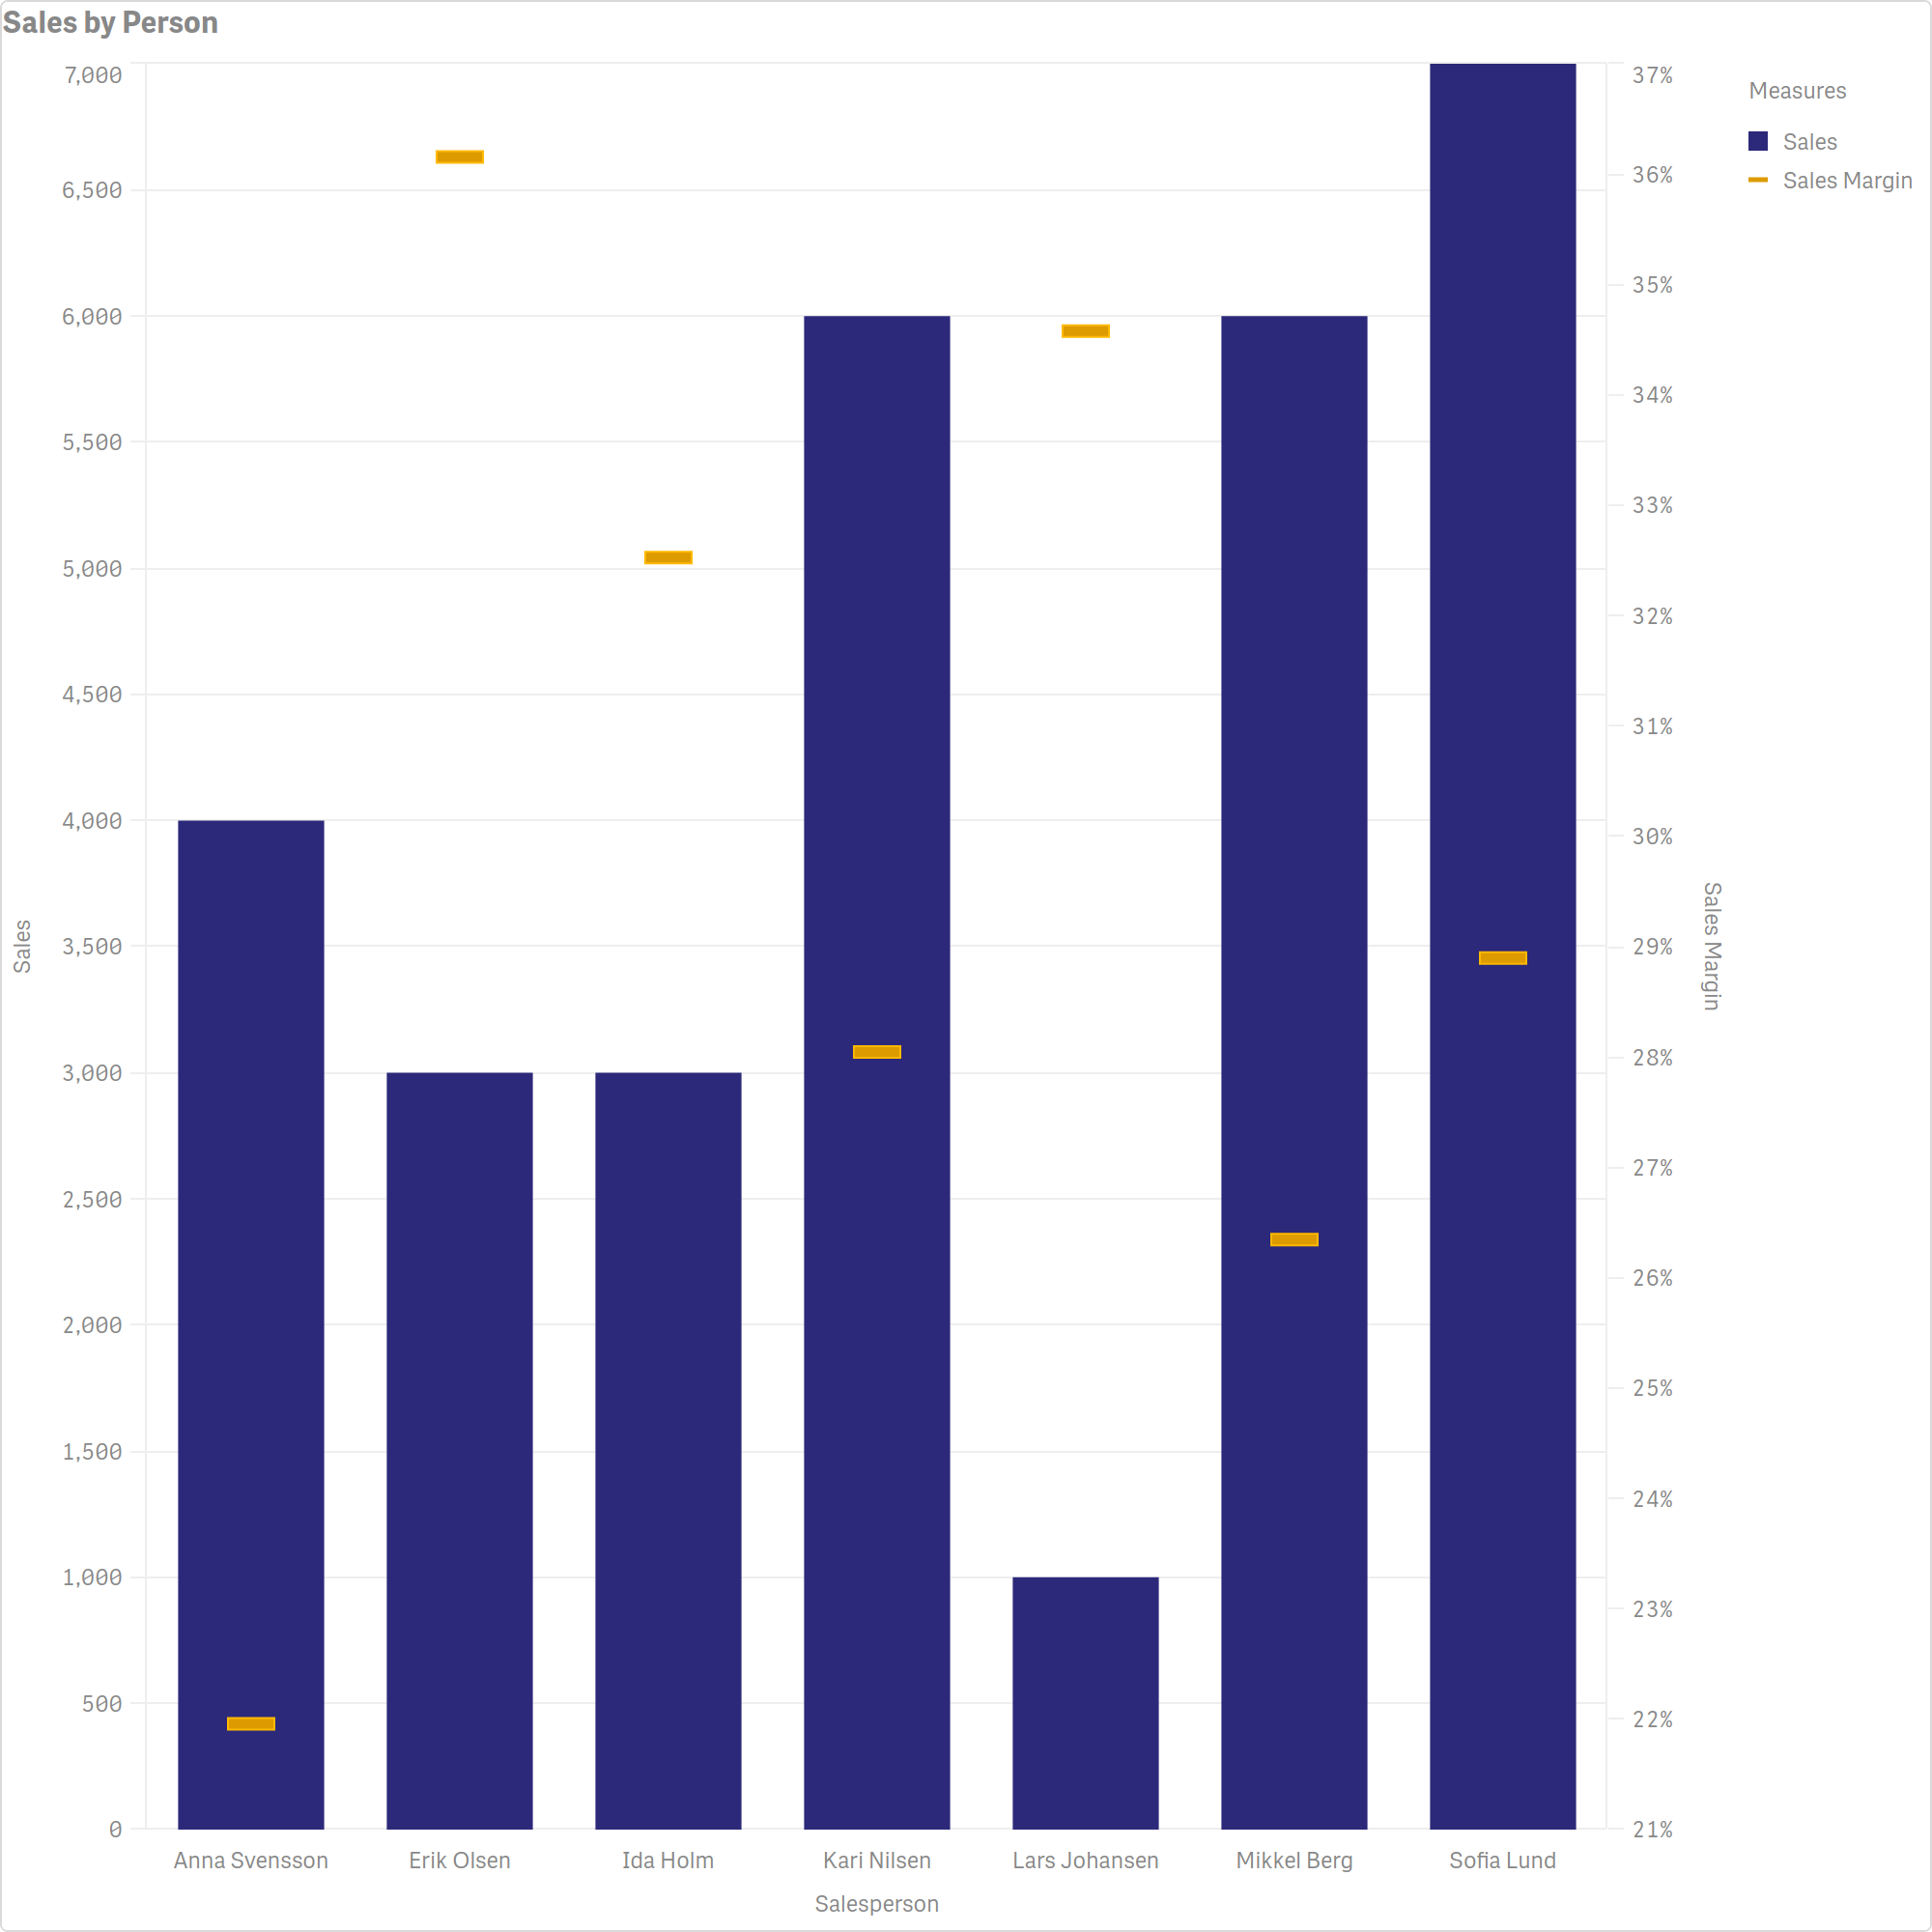 Sales by Person
7,000
6,500
6,000
5,500
5,000
4,500
4,000
3,500
3,000
2,500
2,000
1,500
1,000
500
0
Sales
37%
36%
35%
34%
33%
32%
31%
30%
29%
28%
27%
26%
25%
24%
23%
22%
21%
Sales Margin
Measures
Sales
Sales Margin
Anna Svensson
Erik Olsen
Ida Holm
Kari Nilsen
Lars Johansen
Mikkel Berg
Sofia Lund
Salesperson